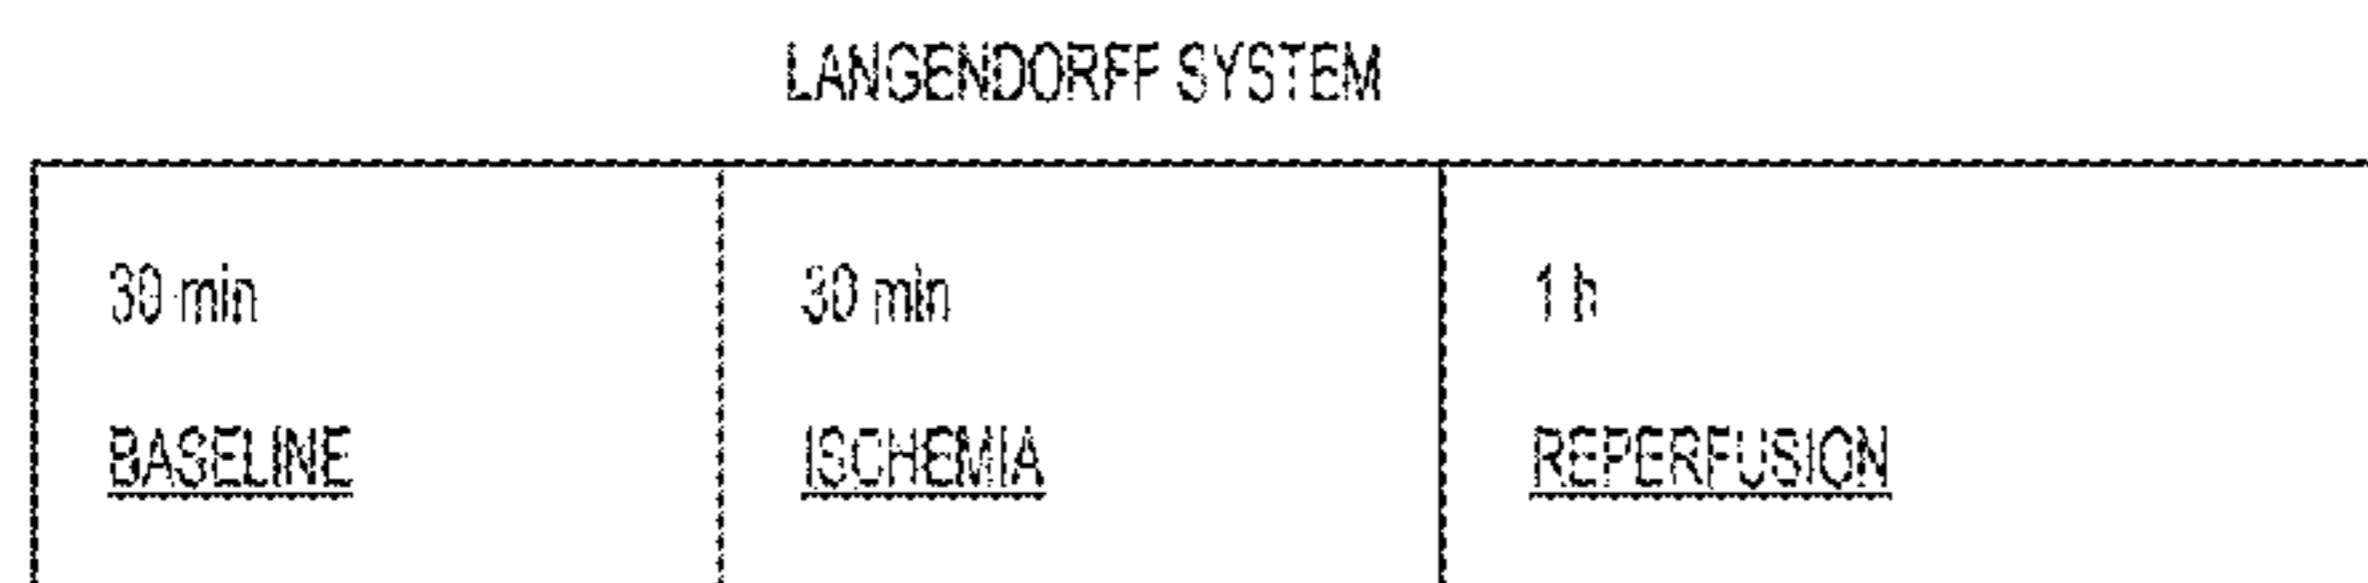 LANGENDORFF SYSTEM
30 min
30 min
1 h
BASELINE
ISCHEMIA
REPERFUSION